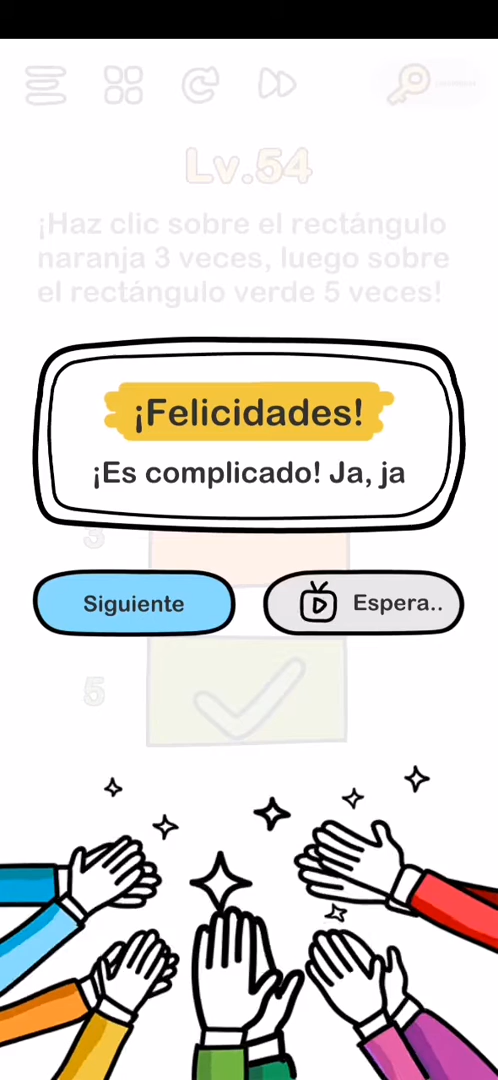 Lv.54
¡Haz clic sobre el rectángulo
naranja 3 veces, luego sobre
el rectángulo verde 5 veces!
¡Felicidades!
¡Es complicado! Ja, ja
3
Siguiente
Espera..
5